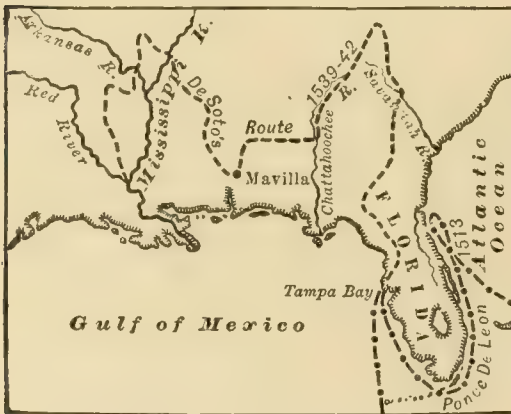 Arkansas R.
Red River
Mississippi R.
De Soto's Route 1539-42
Mavilla
Chattahoochee R.
Savannah R.
FLORIDA
Atlantic Ocean
1513
Tampa Bay
Gulf of Mexico
Ponce De Leon